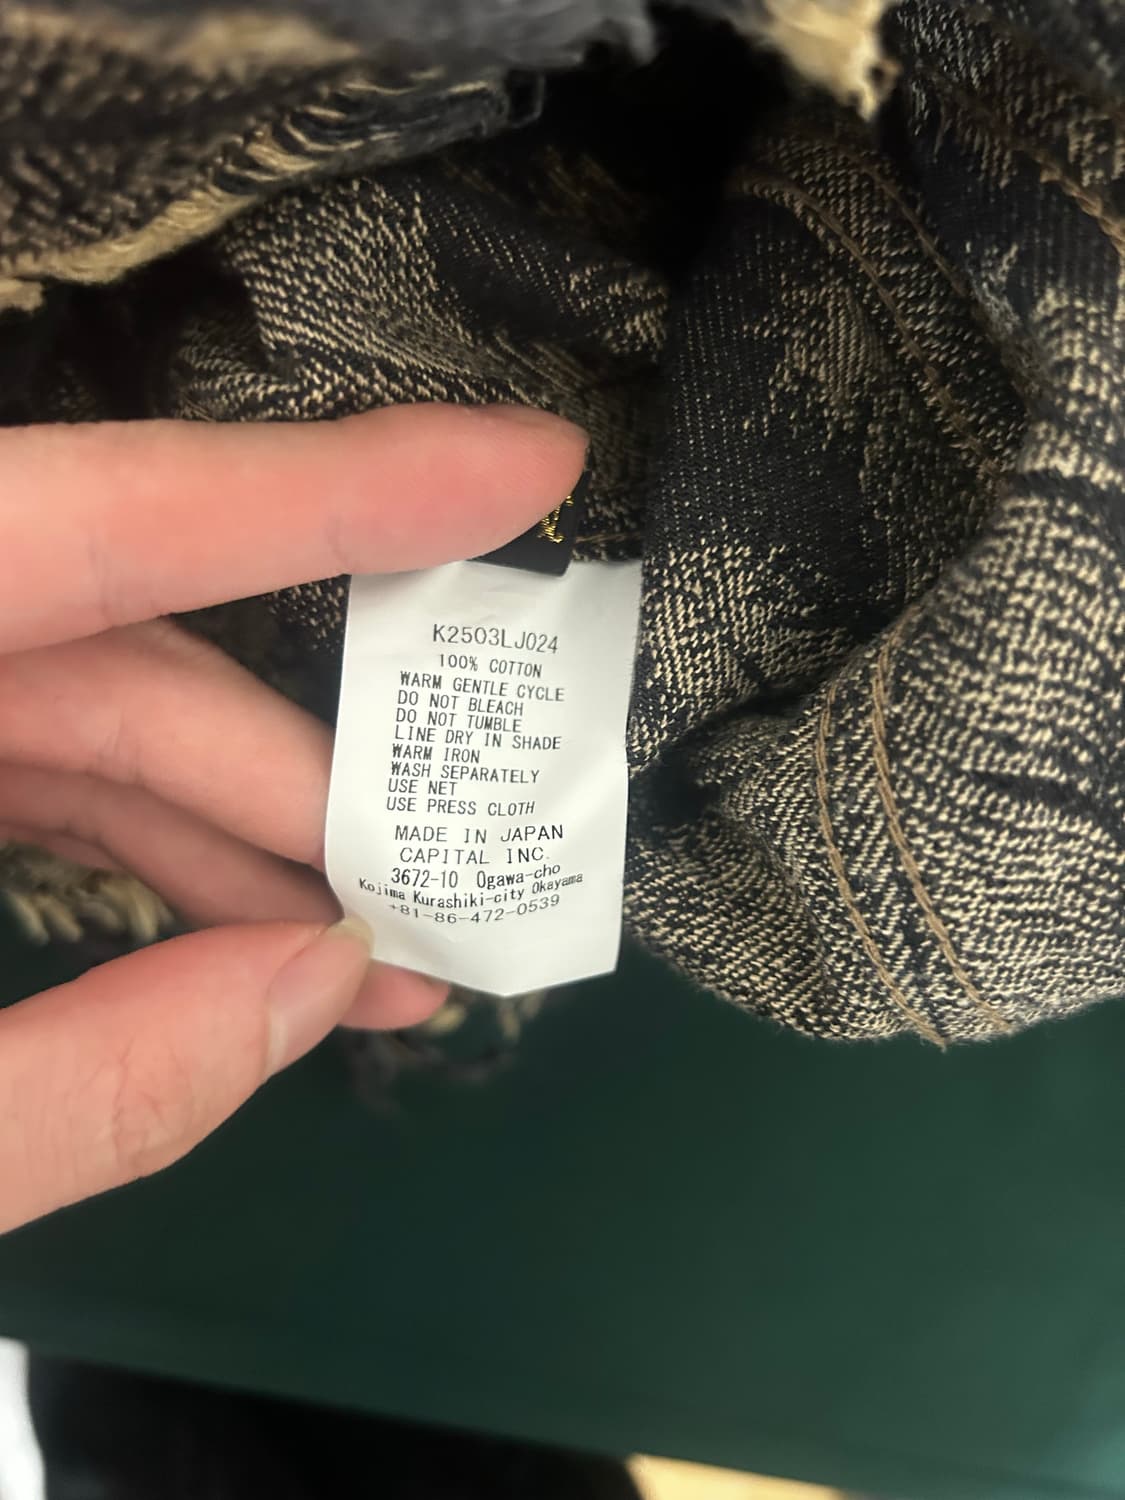 K2503LJ024
100% COTTON
WARM GENTLE CYCLE
DO NOT BLEACH
DO NOT TUMBLE
LINE DRY IN SHADE
WARM IRON
WASH SEPARATELY
USE NET
USE PRESS CLOTH
MADE IN JAPAN
CAPITAL INC.
3672-10 Ogawa-cho
Kojima Kurashiki-city Okayama
+81-86-472-0539